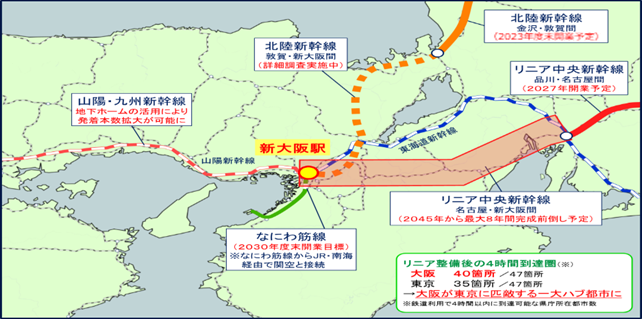 北陸新幹線
金沢・敦賀間
(2023年度末開業予定)
北陸新幹線
敦賀・新大阪間
(詳細調査実施中)
リニア中央新幹線
品川・名古屋間
(2027年開業予定)
山陽・九州新幹線
地下ホームの活用により
発着本数拡大が可能に
新大阪駅
山陽新幹線
東海道新幹線
なにわ筋線
(2030年度末開業目標)
※なにわ筋線からJR・南海
経由で関空と接続
リニア中央新幹線
名古屋・新大阪間
(2045年から最大8年間完成前倒し予定)
リニア整備後の4時間到達圏(※)
大阪 40箇所 /47箇所
東京 35箇所 /47箇所
→大阪が東京に匹敵する一大ハブ都市に
※鉄道利用で4時間以内に到達可能な県庁所在都市数